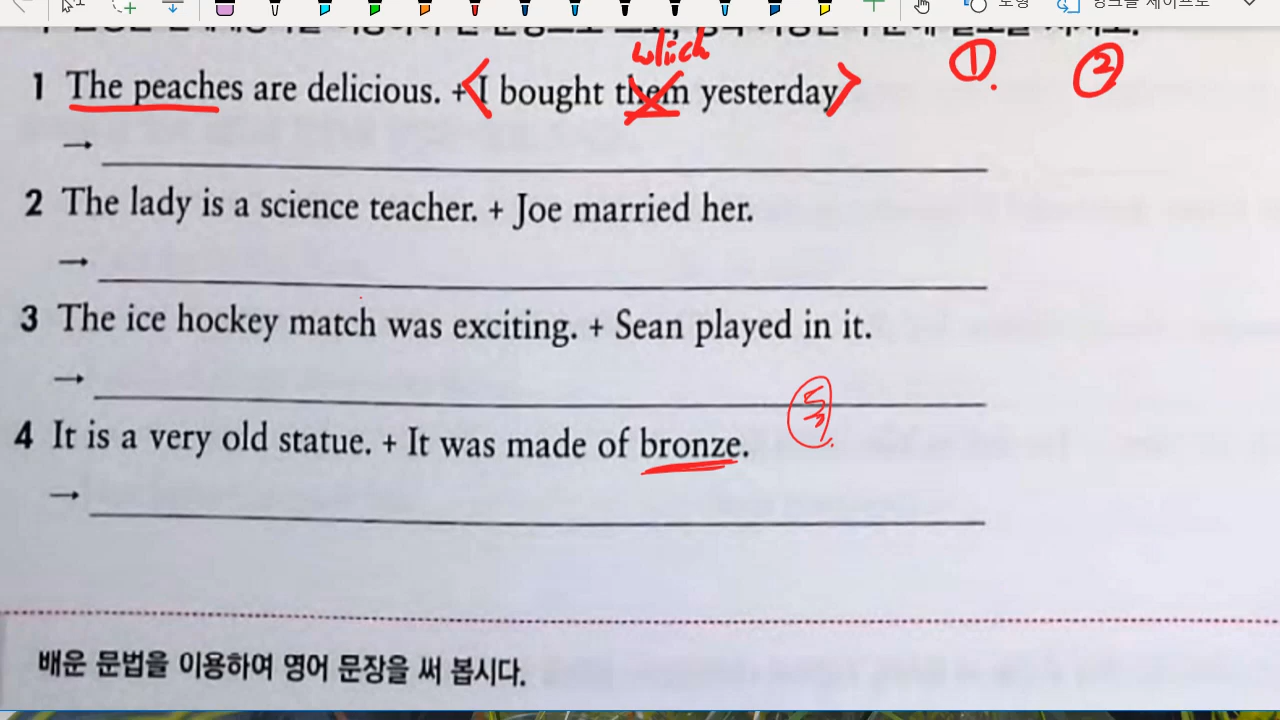 which
① ②
1 The peaches are delicious. + I bought them yesterday
→
2 The lady is a science teacher. + Joe married her.
→
3 The ice hockey match was exciting. + Sean played in it.
→
4 It is a very old statue. + It was made of bronze.
→
배운 문법을 이용하여 영어 문장을 써 봅시다.